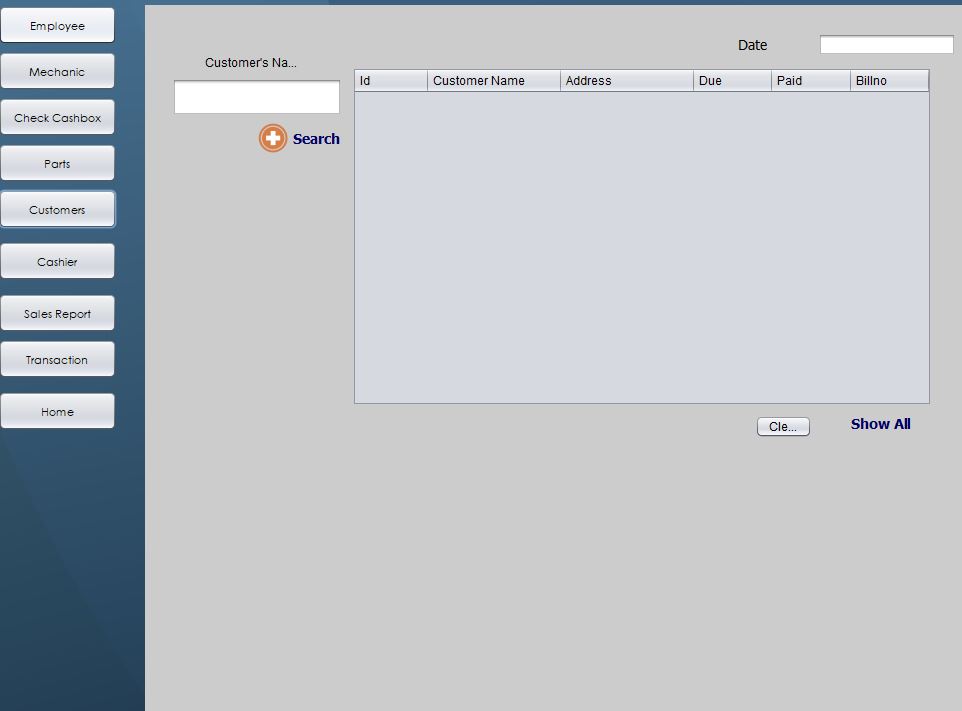 Employee
Mechanic
Check Cashbox
Parts
Customers
Cashier
Sales Report
Transaction
Home
Date
Customer's Na...
Search
Id Customer Name Address Due Paid Billno
Cle...
Show All